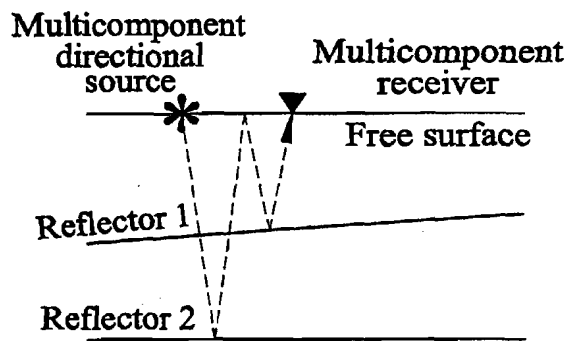 Multicomponent
directional
source
Multicomponent
receiver
Free surface
Reflector 1
Reflector 2